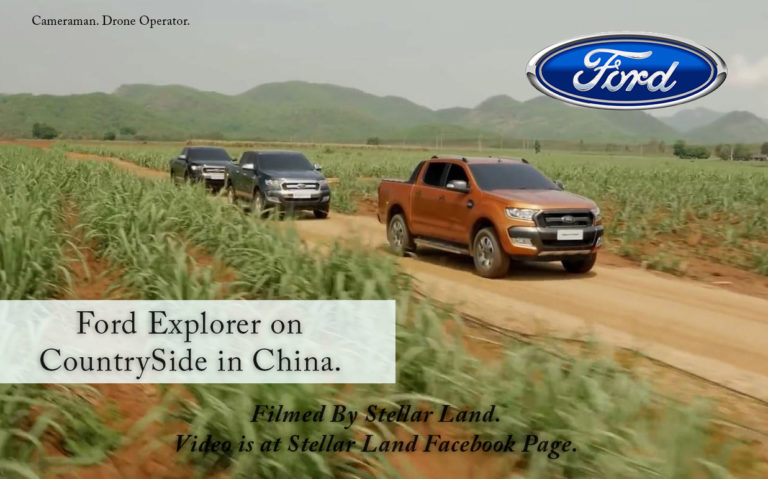 Cameraman. Drone Operator.
Ford
Ford Explorer on
CountrySide in China.
Filmed By Stellar Land.
Video is at Stellar Land Facebook Page.